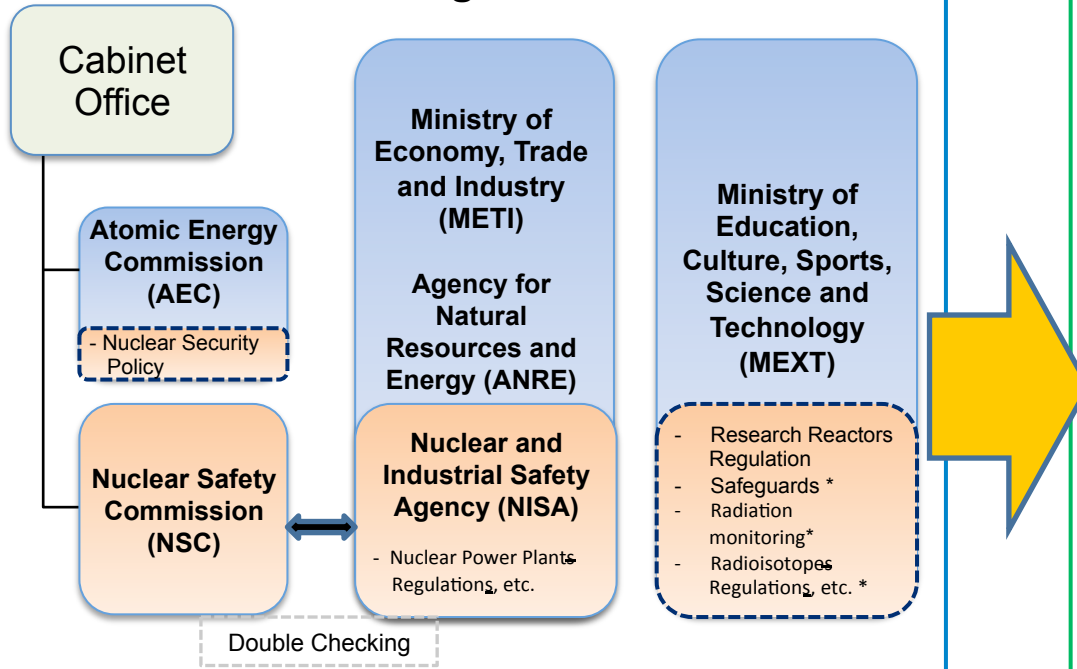 Cabinet
Office
Atomic Energy
Commission
(AEC)
- Nuclear Security
Policy
Nuclear Safety
Commission
(NSC)
Ministry of
Economy, Trade
and Industry
(METI)
Agency for
Natural
Resources and
Energy (ANRE)
Nuclear and
Industrial Safety
Agency (NISA)
- Nuclear Power Plants
Regulations, etc.
Ministry of
Education,
Culture, Sports,
Science and
Technology
(MEXT)
- Research Reactors
Regulation
- Safeguards *
- Radiation
monitoring*
- Radioisotopes
Regulations, etc. *
Double Checking